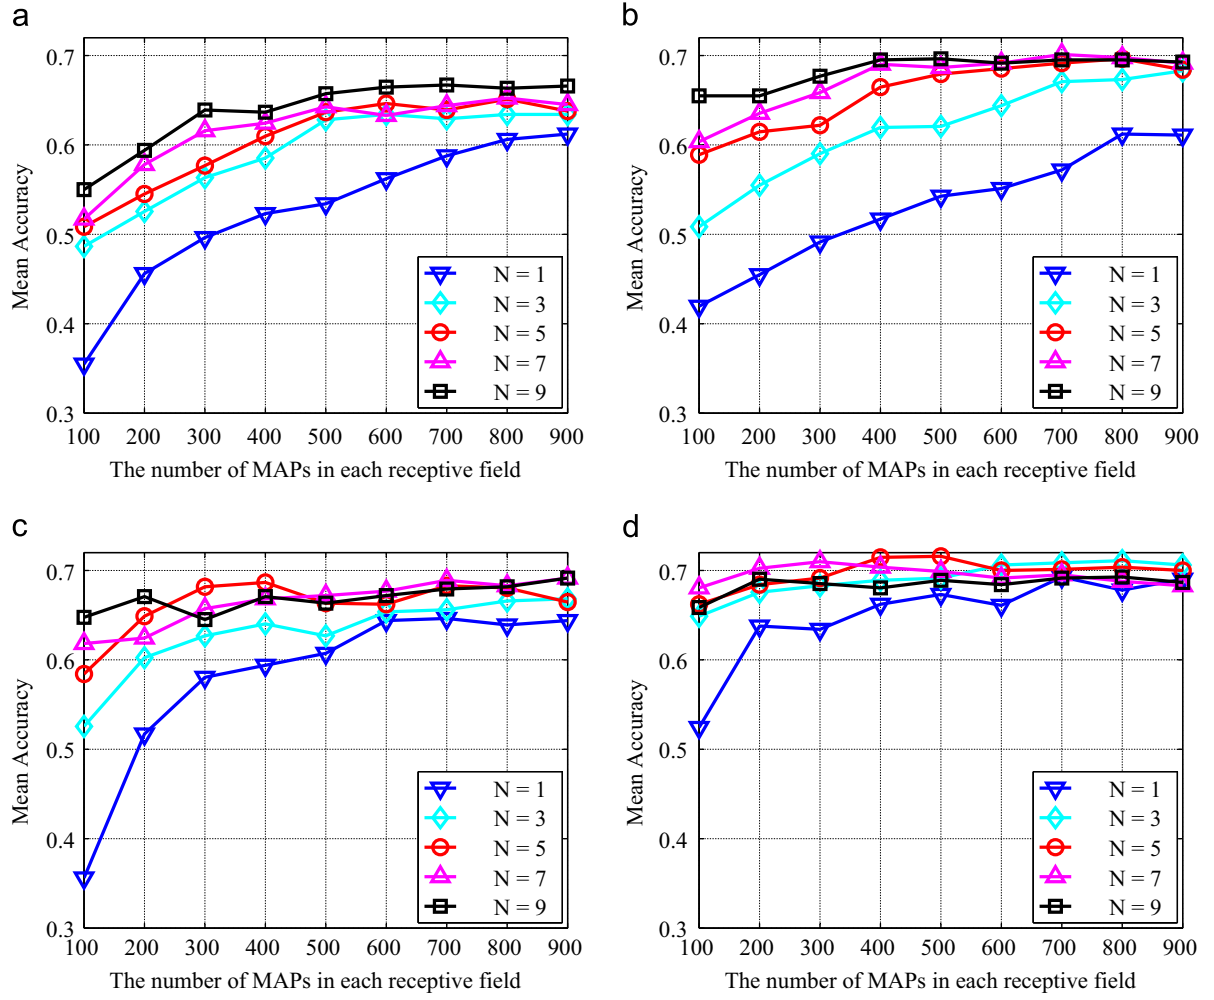 a
0.7
0.6
0.5
0.4
0.3
Mean Accuracy
N = 1
N = 3
N = 5
N = 7
N = 9
100 200 300 400 500 600 700 800 900
The number of MAPs in each receptive field
b
0.7
0.6
0.5
0.4
0.3
Mean Accuracy
N = 1
N = 3
N = 5
N = 7
N = 9
100 200 300 400 500 600 700 800 900
The number of MAPs in each receptive field
c
0.7
0.6
0.5
0.4
0.3
Mean Accuracy
N = 1
N = 3
N = 5
N = 7
N = 9
100 200 300 400 500 600 700 800 900
The number of MAPs in each receptive field
d
0.7
0.6
0.5
0.4
0.3
Mean Accuracy
N = 1
N = 3
N = 5
N = 7
N = 9
100 200 300 400 500 600 700 800 900
The number of MAPs in each receptive field